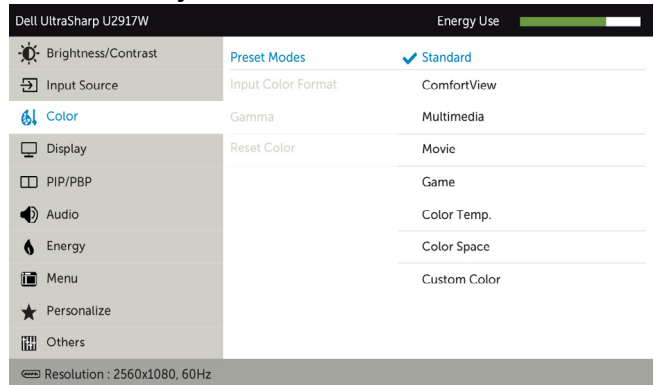 Dell UltraSharp U2917W Energy Use
Brightness/Contrast Preset Modes Standard
Input Source Input Color Format ComfortView
Color Gamma Multimedia
Display Reset Color Movie
PIP/PBP Game
Audio Color Temp.
Energy Color Space
Menu Custom Color
Personalize
Others
Resolution : 2560x1080, 60Hz